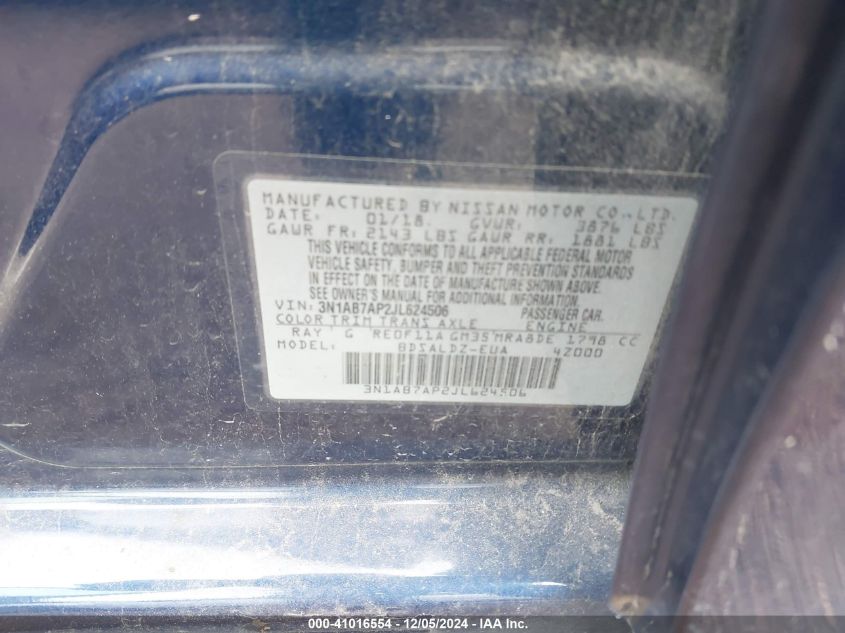 MANUFACTURED BY NISSAN MOTOR CO., LTD.
DATE: 01/18 GVWR: 3876 LBS
GAWR FR: 2143 LBS GAWR RR: 1881 LBS
THIS VEHICLE CONFORMS TO ALL APPLICABLE FEDERAL MOTOR
VEHICLE SAFETY, BUMPER AND THEFT PREVENTION STANDARDS
IN EFFECT ON THE DATE OF MANUFACTURE SHOWN ABOVE.
SEE OWNER'S MANUAL FOR ADDITIONAL INFORMATION.
VIN: 3N1AB7AP2JL624506 PASSENGER CAR
COLOR TRIM TRANS AXLE ENGINE
RAY G RE0F11A GM35 MRA8DE 1798 CC
MODEL: BDSALDZ-EUA 4Z000
3N1AB7AP2JL624506
000-41016554 - 12/05/2024 - IAAI.com.